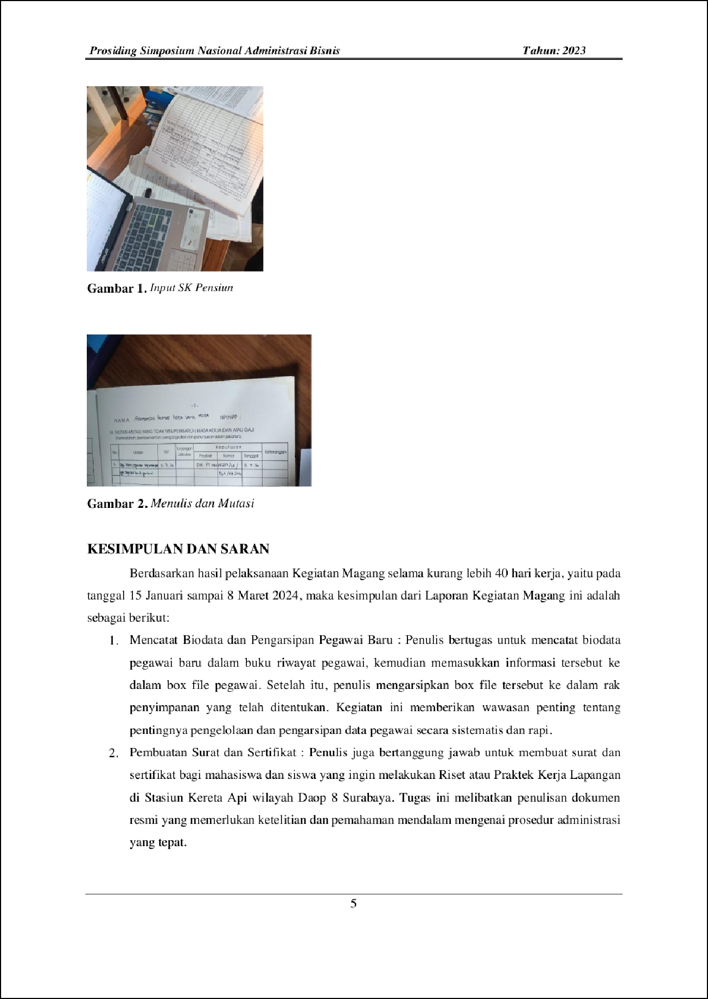 Prosiding Simposium Nasional Administrasi Bisnis Tahun: 2023
ASUS
Gambar 1. Input SK Pensiun
-7-
NAMA : HODA LAMA MUDA NIP/NIPP :
VI. MUTASI-MUTASI YANG TIDAK MEMPENGARUHI MASA KERJA DAN ATAU GAJI
(Pemindahan, pemberhentian, pengangkatan dan penunjukan dalam jabatan).
No. Uraian TMT Tunjangan Jabatan Keputusan Keterangan
Pejabat Nomor Tanggal
1.
Gambar 2. Menulis dan Mutasi
KESIMPULAN DAN SARAN
Berdasarkan hasil pelaksanaan Kegiatan Magang selama kurang lebih 40 hari kerja, yaitu pada
tanggal 15 Januari sampai 8 Maret 2024, maka kesimpulan dari Laporan Kegiatan Magang ini adalah
sebagai berikut:
1. Mencatat Biodata dan Pengarsipan Pegawai Baru : Penulis bertugas untuk mencatat biodata
pegawai baru dalam buku riwayat pegawai, kemudian memasukkan informasi tersebut ke
dalam box file pegawai. Setelah itu, penulis mengarsipkan box file tersebut ke dalam rak
penyimpanan yang telah ditentukan. Kegiatan ini memberikan wawasan penting tentang
pentingnya pengelolaan dan pengarsipan data pegawai secara sistematis dan rapi.
2. Pembuatan Surat dan Sertifikat : Penulis juga bertanggung jawab untuk membuat surat dan
sertifikat bagi mahasiswa dan siswa yang ingin melakukan Riset atau Praktek Kerja Lapangan
di Stasiun Kereta Api wilayah Daop 8 Surabaya. Tugas ini melibatkan penulisan dokumen
resmi yang memerlukan ketelitian dan pemahaman mendalam mengenai prosedur administrasi
yang tepat.
5